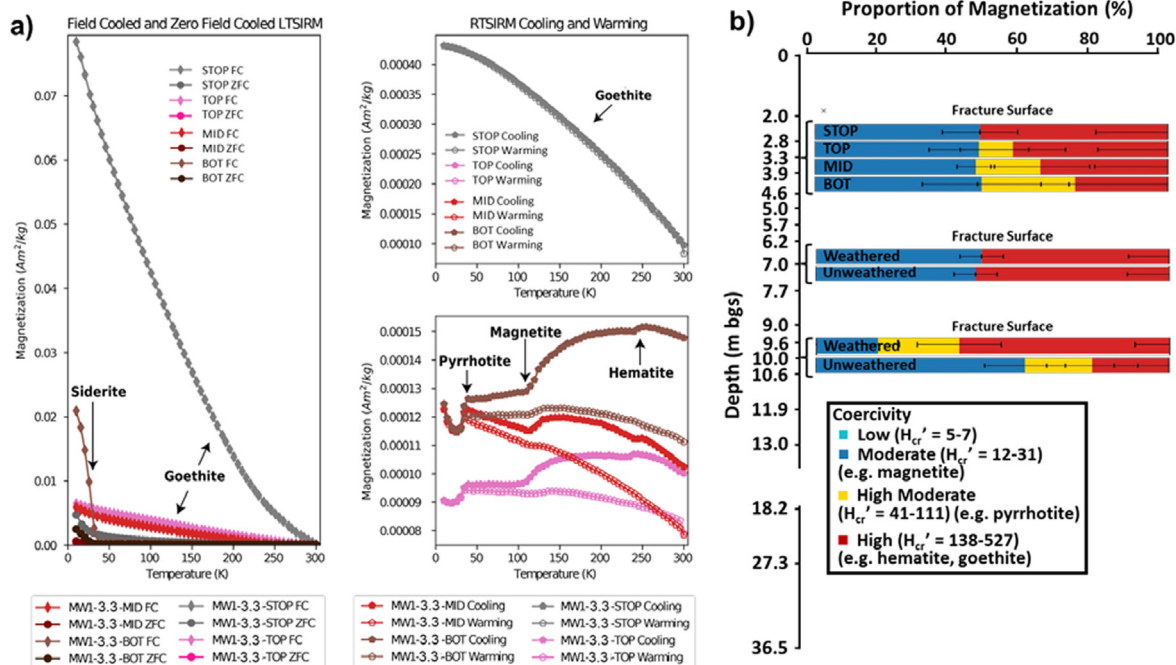 a)
Field Cooled and Zero Field Cooled LTSIRM
Magnetization (Am²/kg)
0.07
0.06
0.05
0.04
0.03
0.02
0.01
0.00
STOP FC
STOP ZFC
TOP FC
TOP ZFC
MID FC
MID ZFC
BOT FC
BOT ZFC
Siderite
Goethite
0 50 100 150 200 250 300
Temperature (K)
MW1-3.3-MID FC
MW1-3.3-MID ZFC
MW1-3.3-BOT FC
MW1-3.3-BOT ZFC
MW1-3.3-STOP FC
MW1-3.3-STOP ZFC
MW1-3.3-TOP FC
MW1-3.3-TOP ZFC
RTSIRM Cooling and Warming
Magnetization (Am²/kg)
0.00040
0.00035
0.00030
0.00025
0.00020
0.00015
0.00010
Goethite
STOP Cooling
STOP Warming
TOP Cooling
TOP Warming
MID Cooling
MID Warming
BOT Cooling
BOT Warming
0 50 100 150 200 250 300
Temperature (K)
Magnetization (Am²/kg)
0.00015
0.00014
0.00013
0.00012
0.00011
0.00010
0.00009
0.00008
Pyrrhotite
Magnetite
Hematite
0 50 100 150 200 250 300
Temperature (K)
MW1-3.3-MID Cooling
MW1-3.3-MID Warming
MW1-3.3-BOT Cooling
MW1-3.3-BOT Warming
MW1-3.3-STOP Cooling
MW1-3.3-STOP Warming
MW1-3.3-TOP Cooling
MW1-3.3-TOP Warming
b)
Proportion of Magnetization (%)
0 20 40 60 80 100
Depth (m bgs)
0
2.0
2.8
3.3
3.9
4.6
5.0
5.7
6.2
7.0
7.7
9.0
9.6
10.0
10.6
11.9
13.0
18.2
27.3
36.5
Fracture Surface
STOP
TOP
MID
BOT
Fracture Surface
Weathered
Unweathered
Fracture Surface
Weathered
Unweathered
Coercivity
Low (Hcr' = 5-7)
Moderate (Hcr' = 12-31)
(e.g. magnetite)
High Moderate
(Hcr' = 41-111) (e.g. pyrrhotite)
High (Hcr' = 138-527)
(e.g. hematite, goethite)